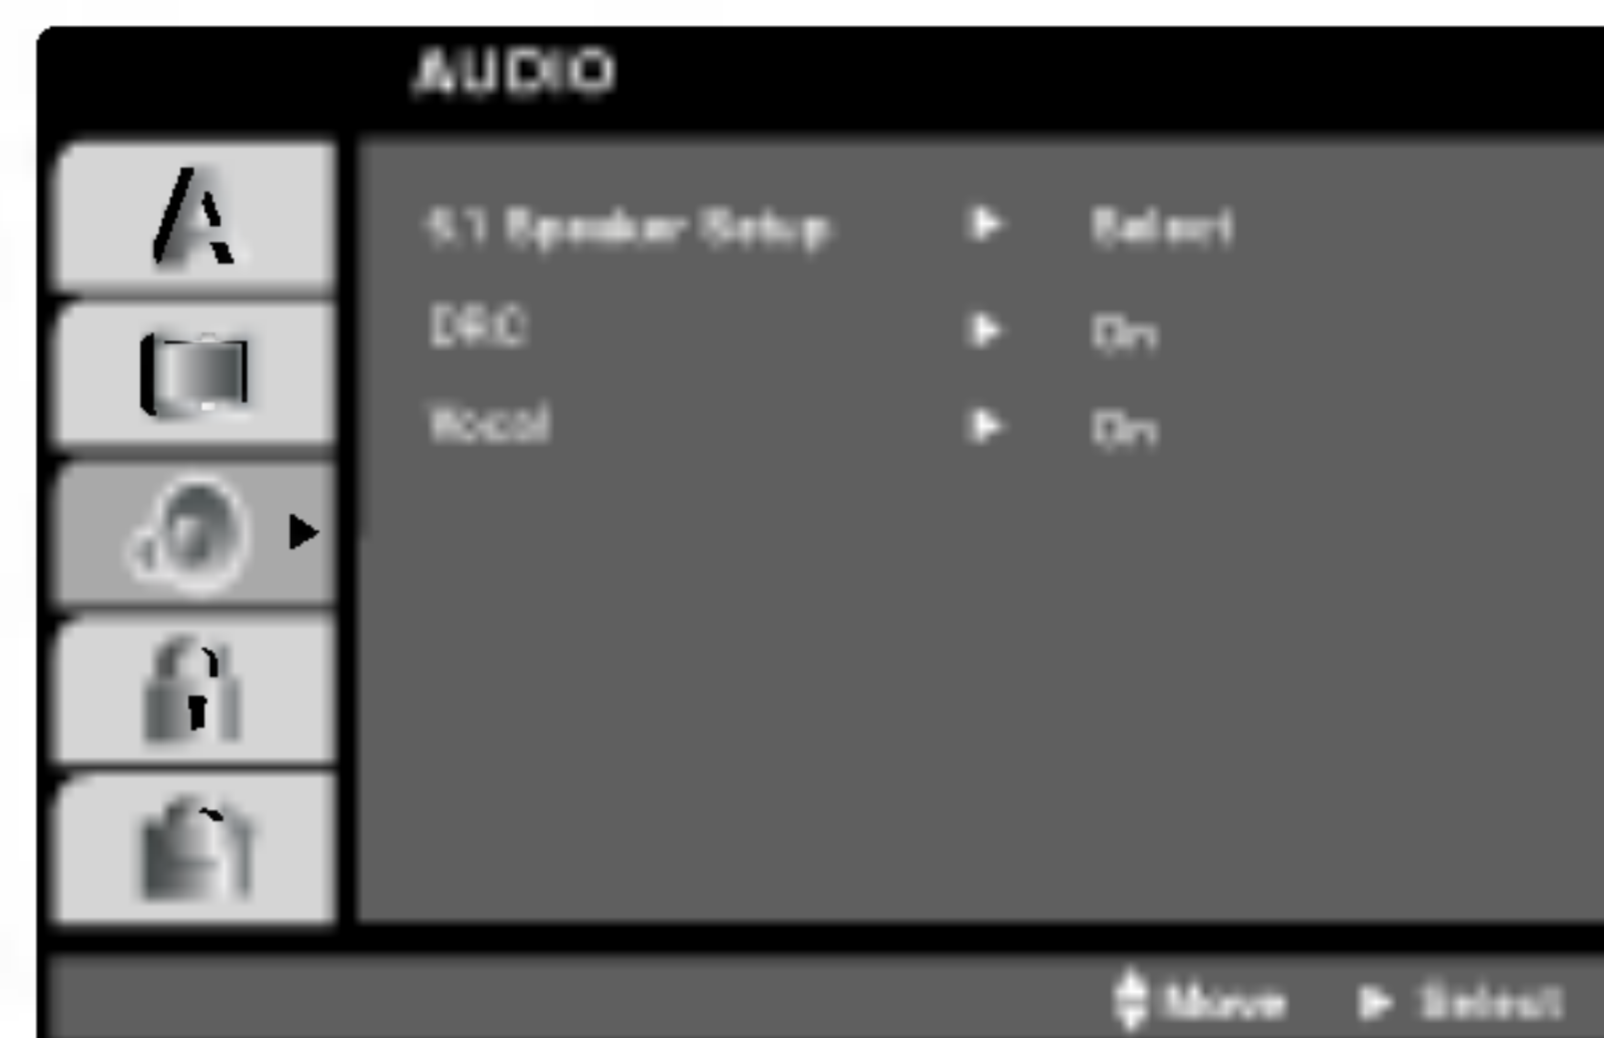 AUDIO
5.1 Speaker Setup ► Select
DRC ► On
Vocal ► On
Move ► Select